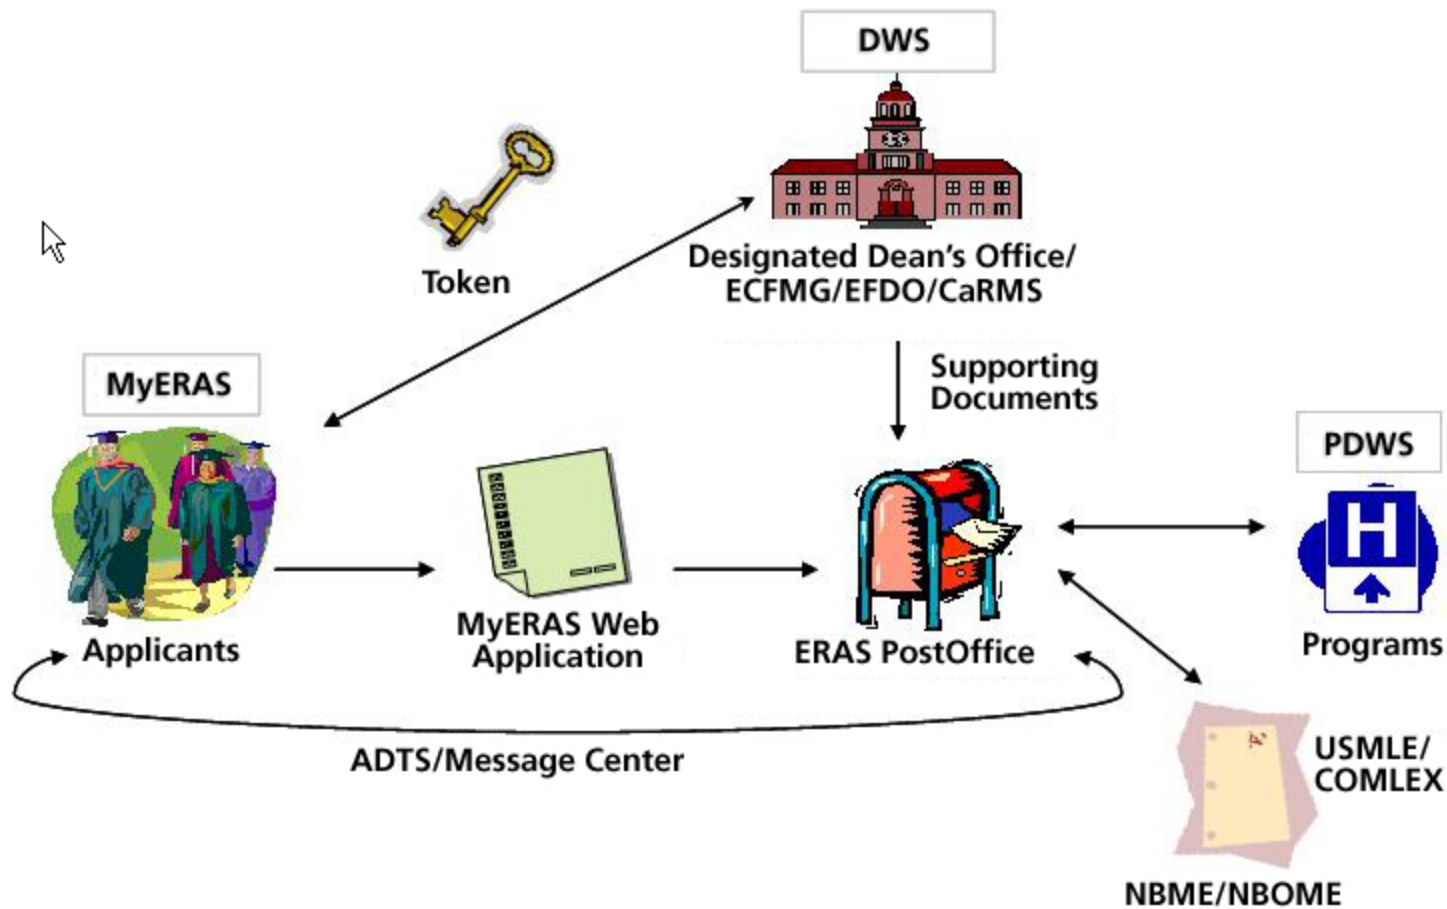 DWS
Token
Designated Dean's Office/
ECFMG/EFDO/CaRMS
MyERAS
Supporting
Documents
PDWS
H
Applicants
MyERAS Web
Application
ERAS PostOffice
Programs
ADTS/Message Center
USMLE/
COMLEX
NBME/NBOME